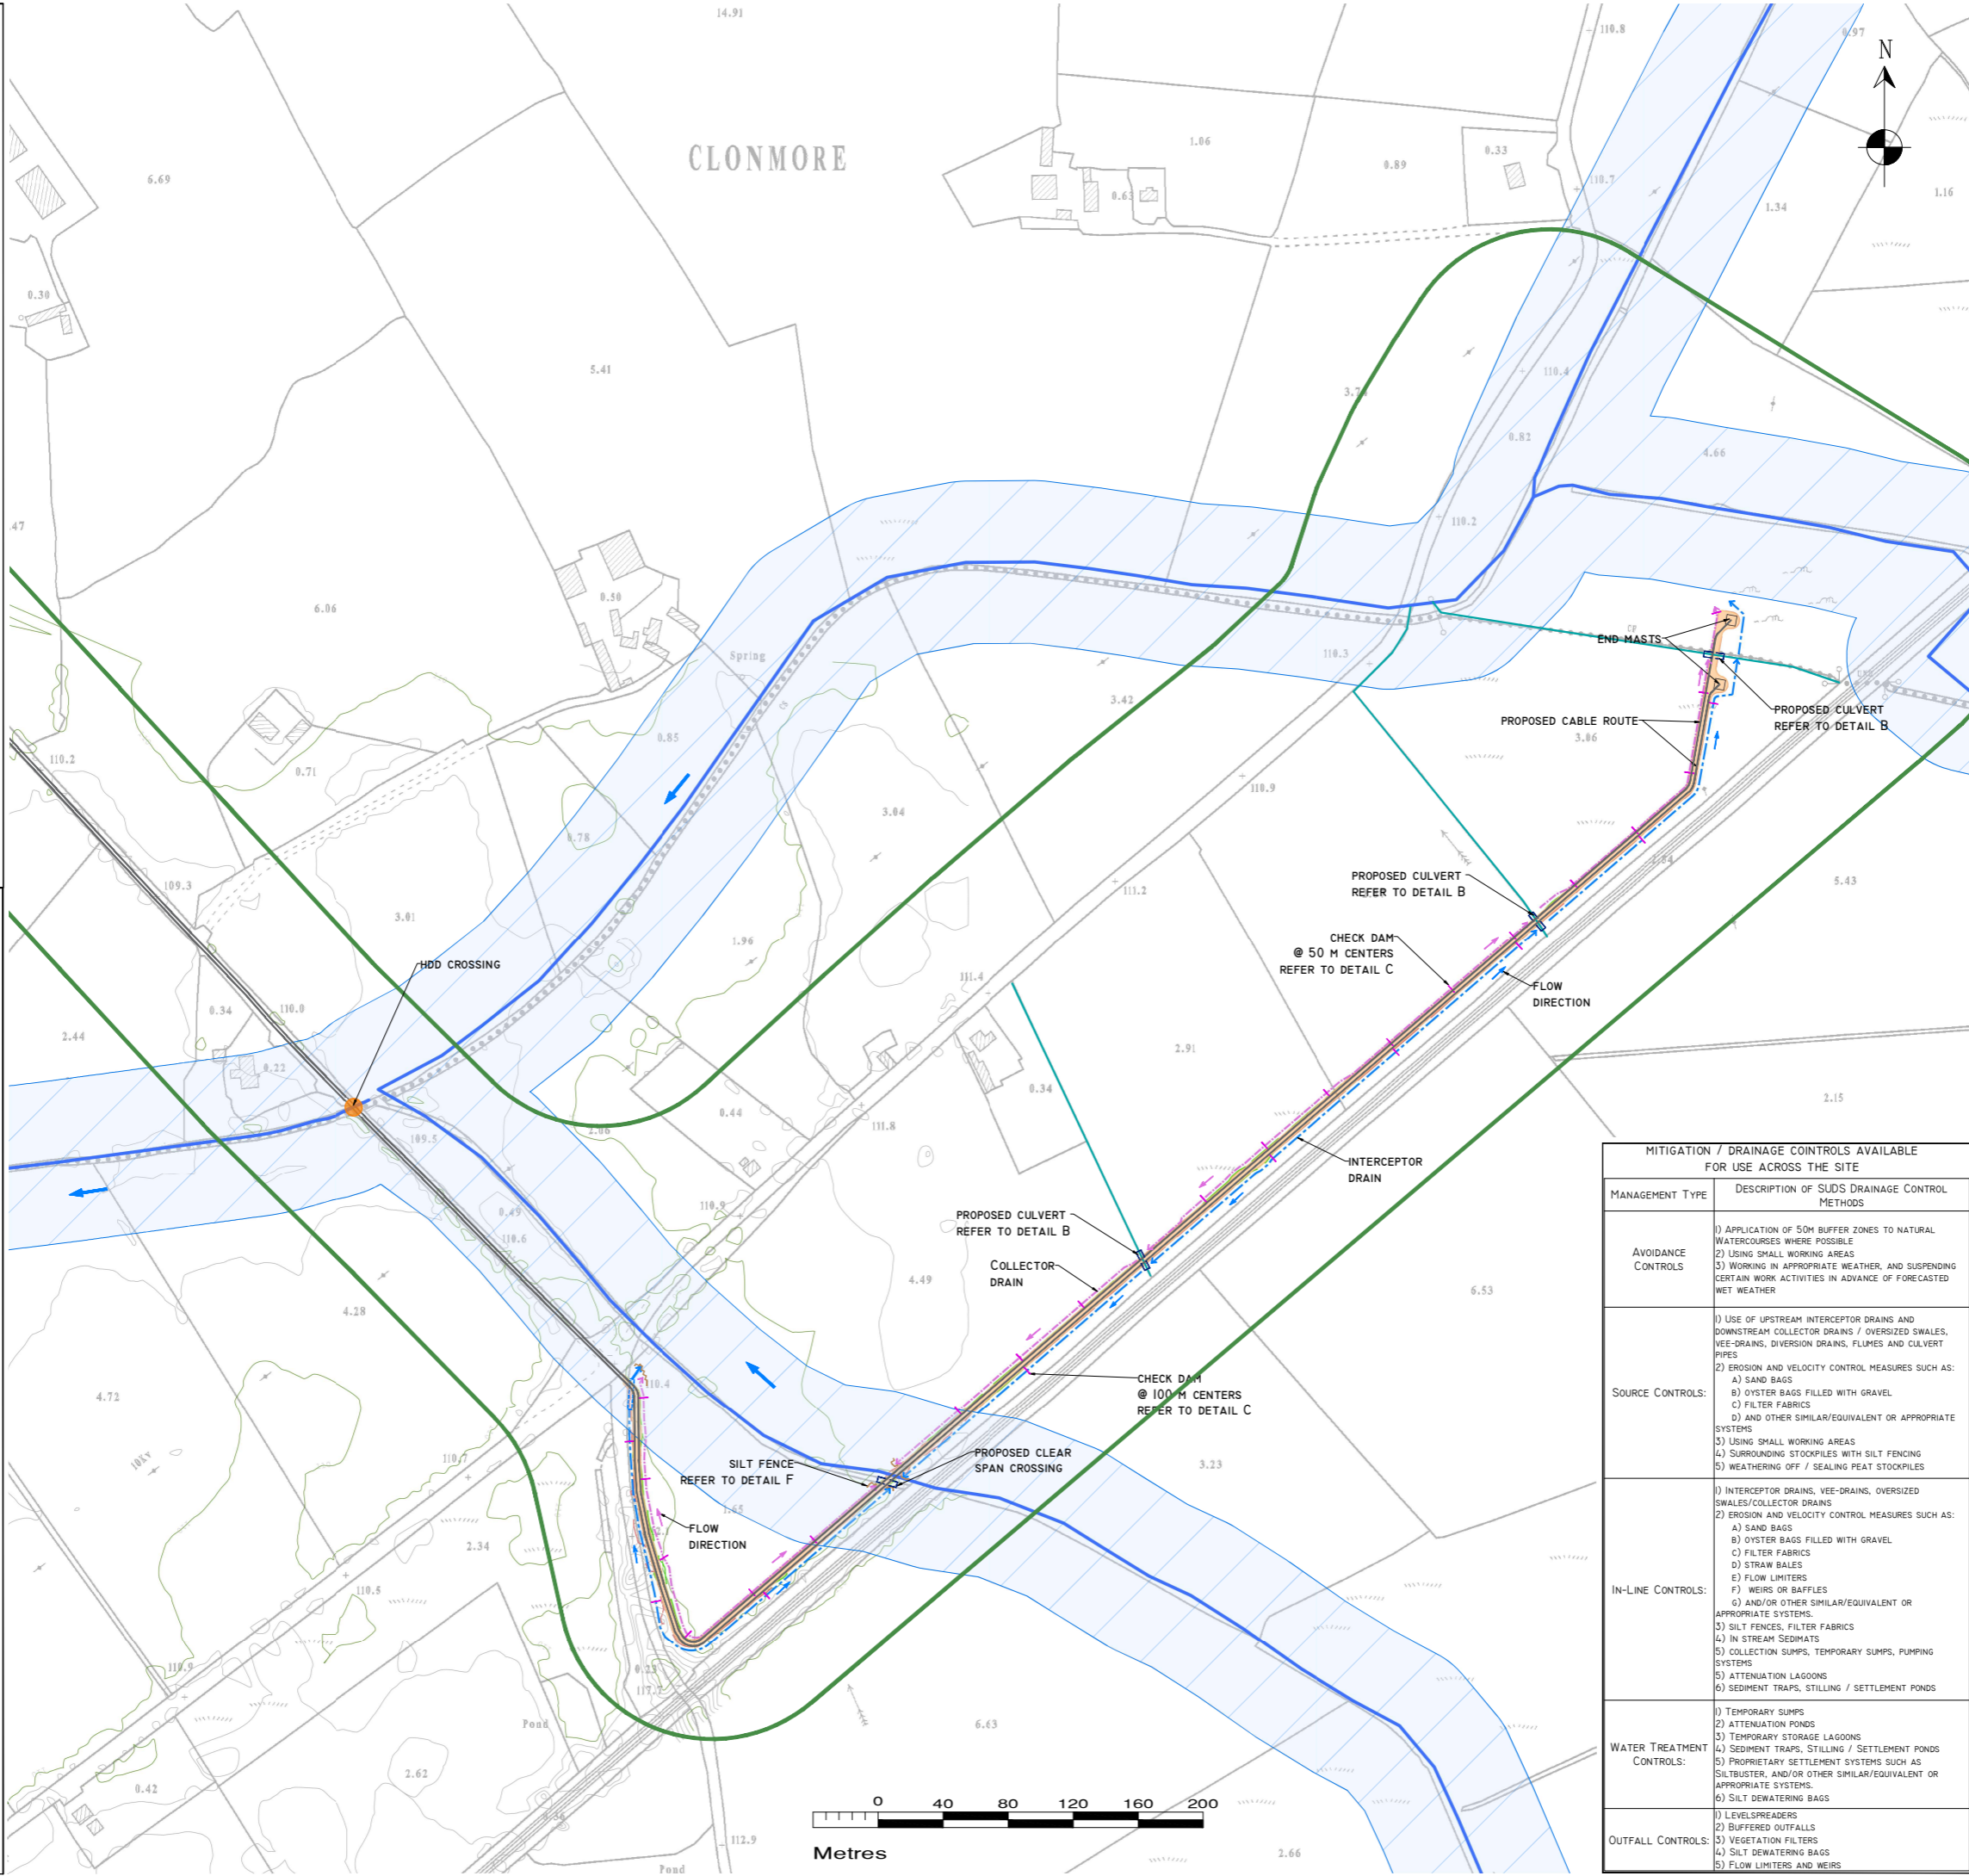 14.91
110.8
0.97
N
CLONMORE
1.06
0.89
0.33
6.69
110.7
1.16
0.63
1.34
0.30
5.41
110.4
0.82
4.66
.47
110.2
0.50
6.06
CP
END MASTS
Spring
110.3
3.42
CS
PROPOSED CULVERT
REFER TO DETAIL B
PROPOSED CABLE ROUTE
3.06
0.85
110.2
0.71
110.9
3.04
0.78
PROPOSED CULVERT
REFER TO DETAIL B
5.43
109.3
111.2
3.01
1.96
CHECK DAM
@ 50 M CENTERS
REFER TO DETAIL C
HDD CROSSING
111.4
FLOW
DIRECTION
0.34
110.0
2.44
2.91
0.22
0.34
2.15
0.44
111.8
2.06
109.5
INTERCEPTOR
DRAIN
110.9
0.49
110.6
PROPOSED CULVERT
REFER TO DETAIL B
COLLECTOR
DRAIN
4.49
6.53
4.28
110.4
CHECK DAM
@ 100 M CENTERS
REFER TO DETAIL C
4.72
10KV
110.7
PROPOSED CLEAR
SPAN CROSSING
SILT FENCE
REFER TO DETAIL F
3.23
1.65
FLOW
DIRECTION
2.34
110.5
110.9
0.23
117.7
Pond
6.63
2.62
0.42
112.9
Pond
2.66
0 40 80 120 160 200
Metres
MITIGATION / DRAINAGE COINTROLS AVAILABLE
FOR USE ACROSS THE SITE
MANAGEMENT TYPE
DESCRIPTION OF SUDS DRAINAGE CONTROL
METHODS
AVOIDANCE
CONTROLS
1) APPLICATION OF 50M BUFFER ZONES TO NATURAL
WATERCOURSES WHERE POSSIBLE
2) USING SMALL WORKING AREAS
3) WORKING IN APPROPRIATE WEATHER, AND SUSPENDING
CERTAIN WORK ACTIVITIES IN ADVANCE OF FORECASTED
WET WEATHER
SOURCE CONTROLS:
1) USE OF UPSTREAM INTERCEPTOR DRAINS AND
DOWNSTREAM COLLECTOR DRAINS / OVERSIZED SWALES,
VEE-DRAINS, DIVERSION DRAINS, FLUMES AND CULVERT
PIPES
2) EROSION AND VELOCITY CONTROL MEASURES SUCH AS:
A) SAND BAGS
B) OYSTER BAGS FILLED WITH GRAVEL
C) FILTER FABRICS
D) AND OTHER SIMILAR/EQUIVALENT OR APPROPRIATE
SYSTEMS
3) USING SMALL WORKING AREAS
4) SURROUNDING STOCKPILES WITH SILT FENCING
5) WEATHERING OFF / SEALING PEAT STOCKPILES
IN-LINE CONTROLS:
1) INTERCEPTOR DRAINS, VEE-DRAINS, OVERSIZED
SWALES/COLLECTOR DRAINS
2) EROSION AND VELOCITY CONTROL MEASURES SUCH AS:
A) SAND BAGS
B) OYSTER BAGS FILLED WITH GRAVEL
C) FILTER FABRICS
D) STRAW BALES
E) FLOW LIMITERS
F) WEIRS OR BAFFLES
G) AND/OR OTHER SIMILAR/EQUIVALENT OR
APPROPRIATE SYSTEMS.
3) SILT FENCES, FILTER FABRICS
4) IN STREAM SEDIMATS
5) COLLECTION SUMPS, TEMPORARY SUMPS, PUMPING
SYSTEMS
5) ATTENUATION LAGOONS
6) SEDIMENT TRAPS, STILLING / SETTLEMENT PONDS
WATER TREATMENT
CONTROLS:
1) TEMPORARY SUMPS
2) ATTENUATION PONDS
3) TEMPORARY STORAGE LAGOONS
4) SEDIMENT TRAPS, STILLING / SETTLEMENT PONDS
5) PROPRIETARY SETTLEMENT SYSTEMS SUCH AS
SILTBUSTER, AND/OR OTHER SIMILAR/EQUIVALENT OR
APPROPRIATE SYSTEMS.
6) SILT DEWATERING BAGS
OUTFALL CONTROLS:
1) LEVELSPREADERS
2) BUFFERED OUTFALLS
3) VEGETATION FILTERS
4) SILT DEWATERING BAGS
5) FLOW LIMITERS AND WEIRS